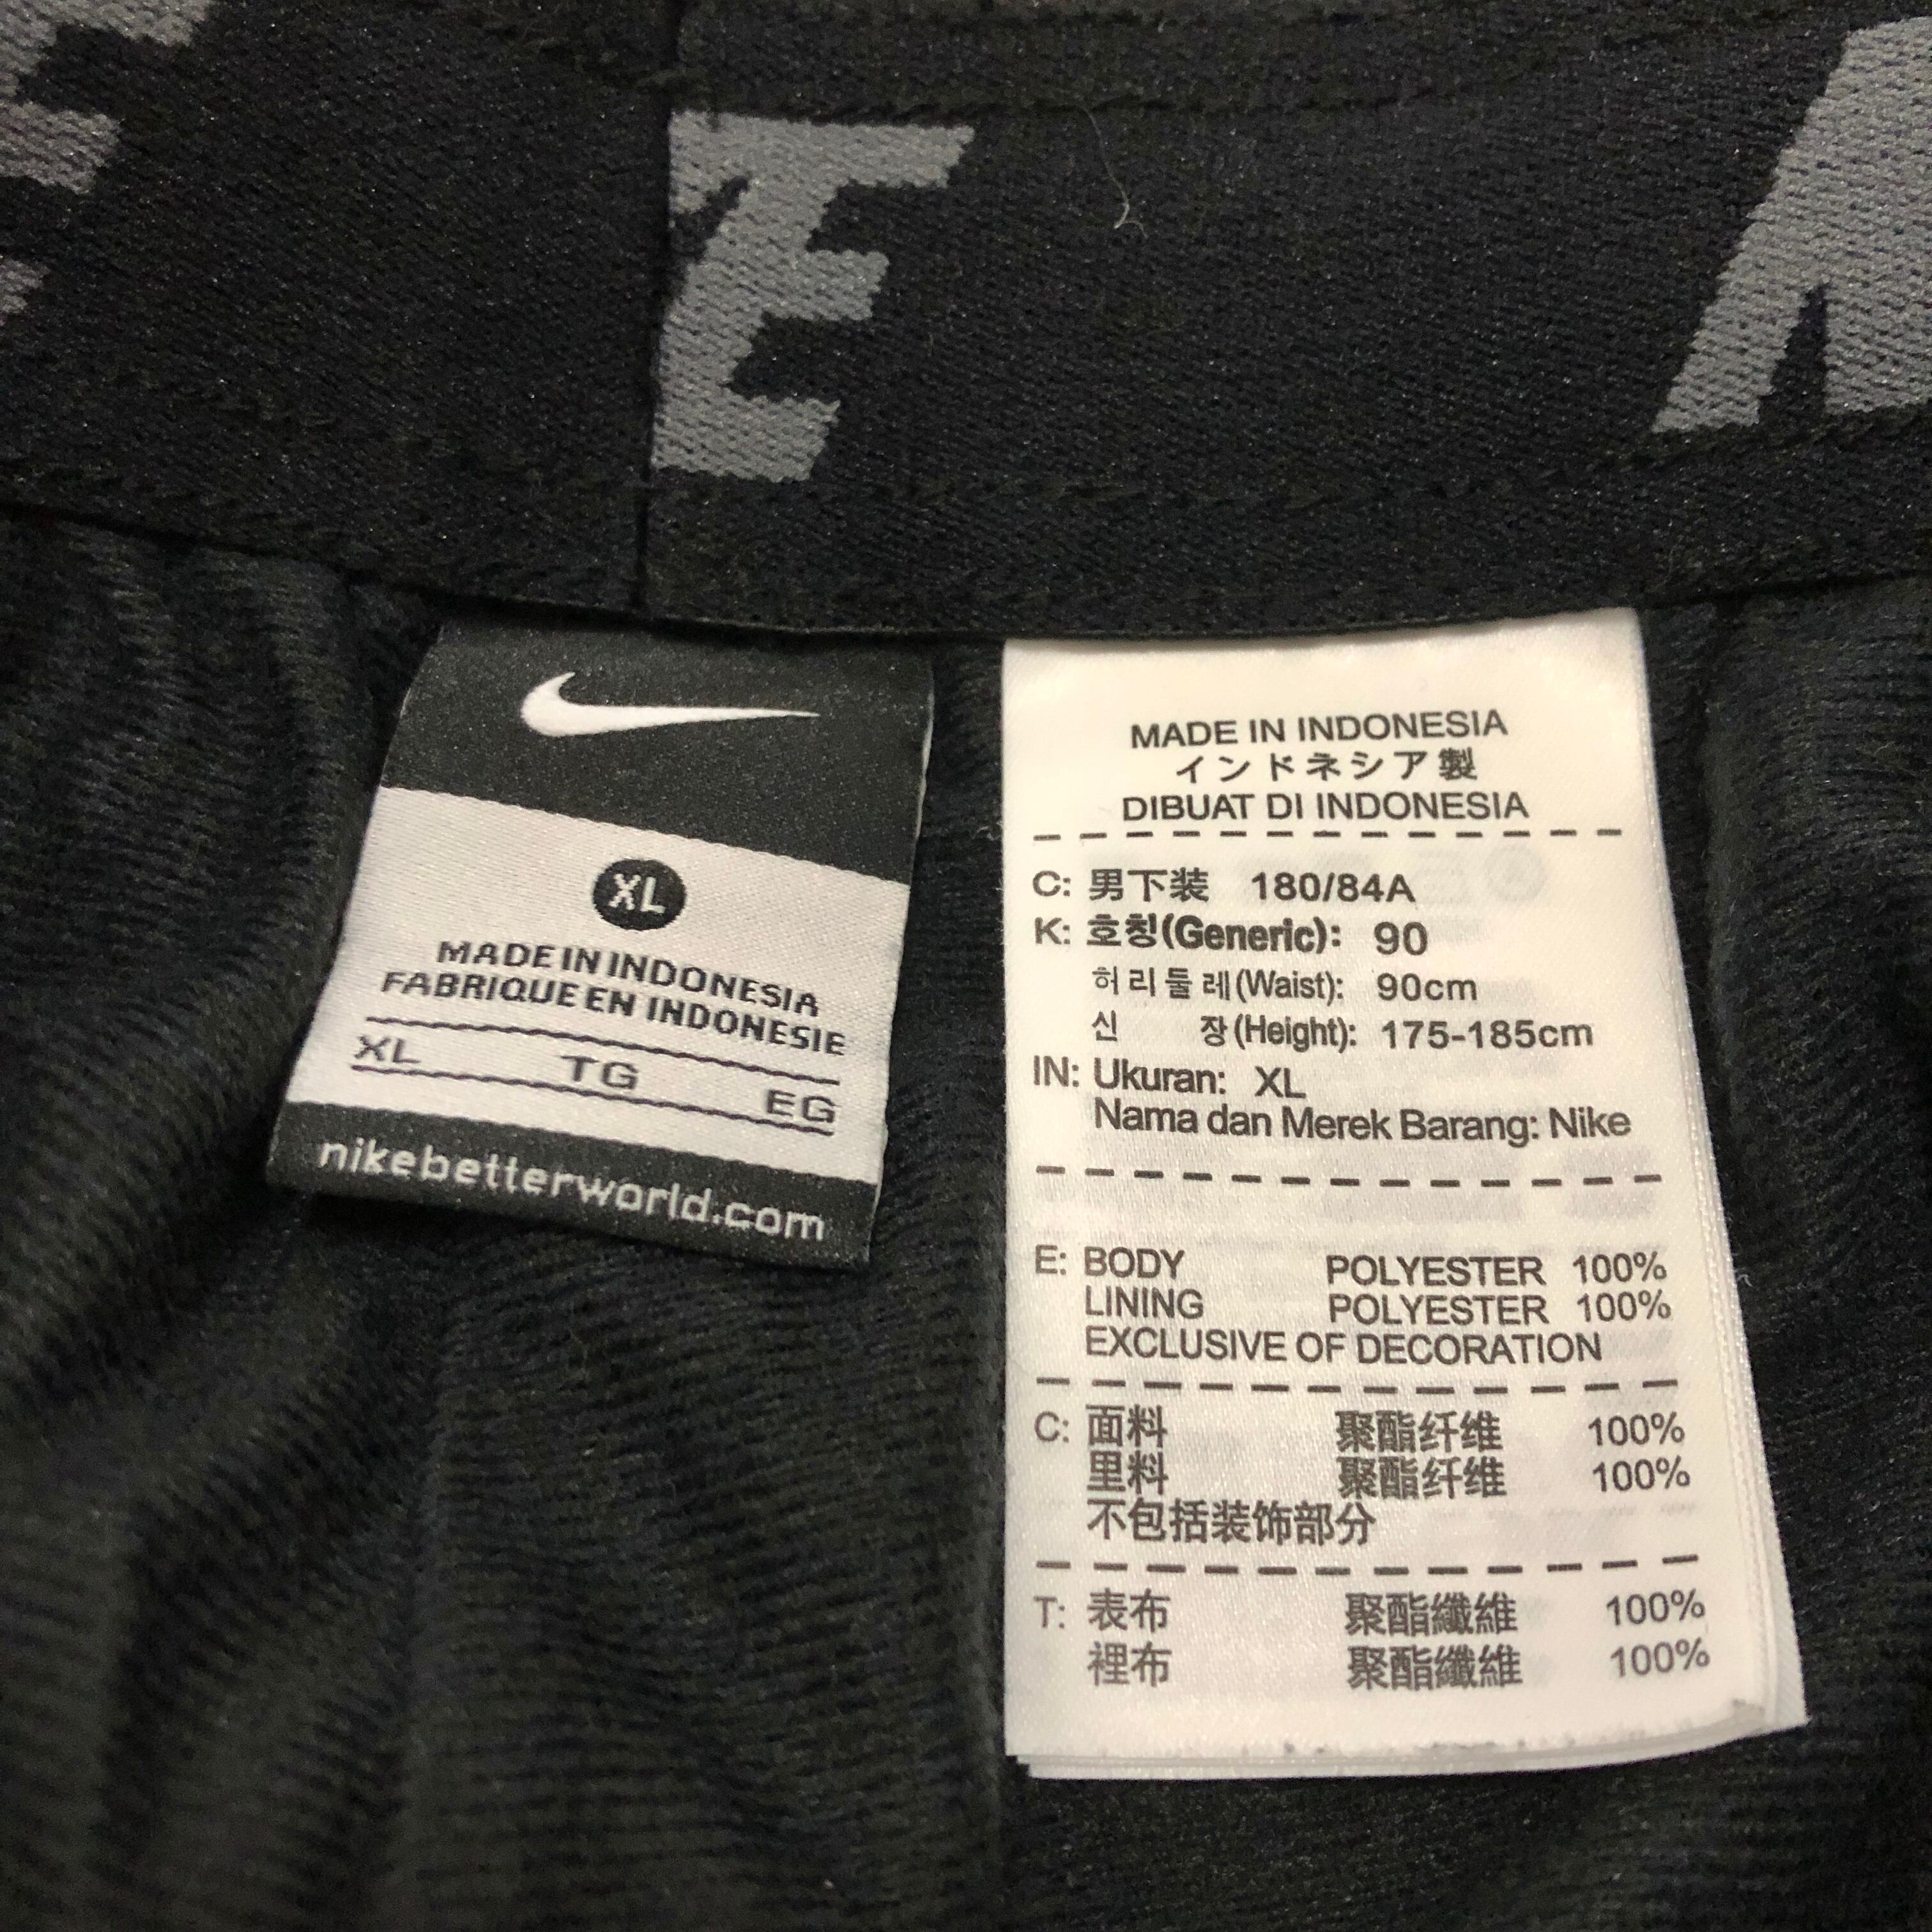 E
XL
MADE IN INDONESIA
FABRIQUE EN INDONESIE
XL TG EG
nikebetterworld.com
MADE IN INDONESIA
インドネシア製
DIBUAT DI INDONESIA
C: 男下装 180/84A
K: 호칭(Generic): 90
허리둘레(Waist): 90cm
신 장(Height): 175-185cm
IN: Ukuran: XL
Nama dan Merek Barang: Nike
E: BODY POLYESTER 100%
LINING POLYESTER 100%
EXCLUSIVE OF DECORATION
C: 面料 聚酯纤维 100%
里料 聚酯纤维 100%
不包括装饰部分
T: 表布 聚酯纖維 100%
裡布 聚酯纖維 100%